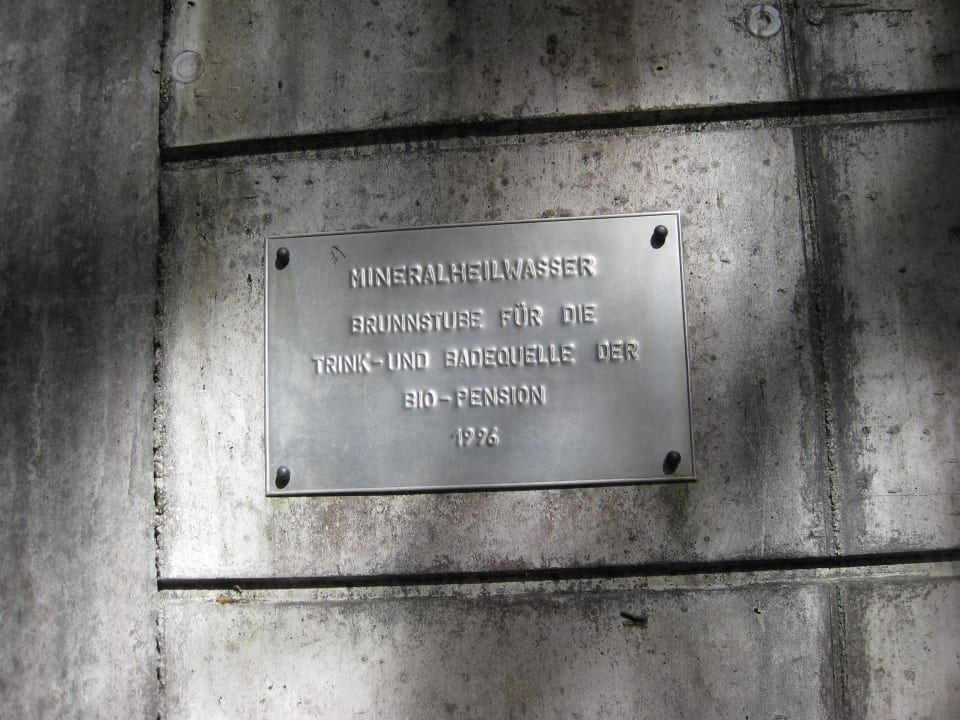 MINERALHEILWASSER
BRUNNSTUBE FÜR DIE
TRINK-UND BADEQUELLE DER
BIO-PENSION
1996